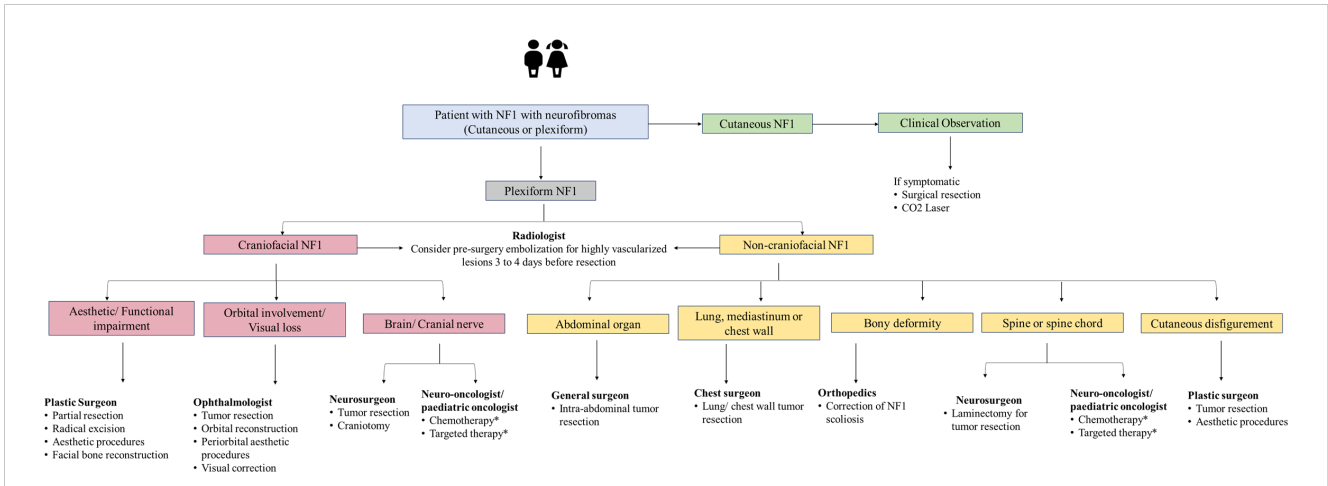 Patient with NF1 with neurofibromas
(Cutaneous or plexiform)
Cutaneous NF1
Clinical Observation
If symptomatic
• Surgical resection
• CO2 Laser
Plexiform NF1
Craniofacial NF1
Radiologist
Consider pre-surgery embolization for highly vascularized
lesions 3 to 4 days before resection
Non-craniofacial NF1
Aesthetic/ Functional
impairment
Orbital involvement/
Visual loss
Brain/ Cranial nerve
Abdominal organ
Lung, mediastinum or
chest wall
Bony deformity
Spine or spine chord
Cutaneous disfigurement
Plastic Surgeon
• Partial resection
• Radical excision
• Aesthetic procedures
• Facial bone reconstruction
Ophthalmologist
• Tumor resection
• Orbital reconstruction
• Periorbital aesthetic
procedures
• Visual correction
Neurosurgeon
• Tumor resection
• Craniotomy
Neuro-oncologist/
paediatric oncologist
• Chemotherapy*
• Targeted therapy*
General surgeon
• Intra-abdominal tumor
resection
Chest surgeon
• Lung/ chest wall tumor
resection
Orthopedics
• Correction of NF1
scoliosis
Neurosurgeon
• Laminectomy for
tumor resection
Neuro-oncologist/
paediatric oncologist
• Chemotherapy*
• Targeted therapy*
Plastic surgeon
• Tumor resection
• Aesthetic procedures